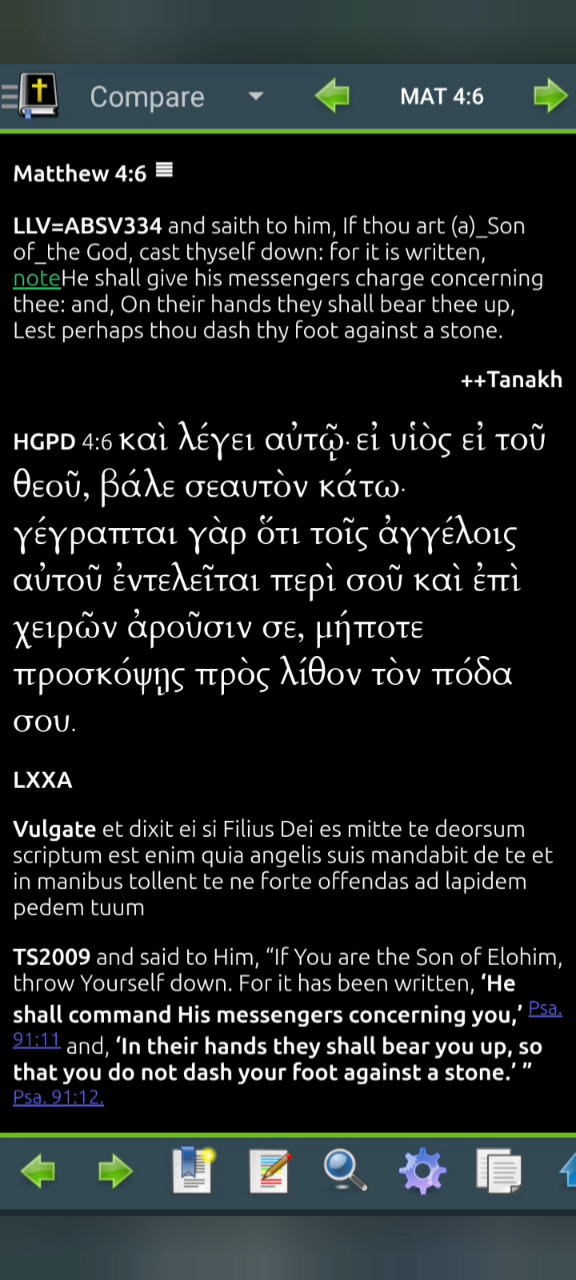 Compare
MAT 4:6
Matthew 4:6
LLV=ABSV334 and saith to him, If thou art (a)_Son
of_the God, cast thyself down: for it is written,
noteHe shall give his messengers charge concerning
thee: and, On their hands they shall bear thee up,
Lest perhaps thou dash thy foot against a stone.
++Tanakh
HGPD 4:6 καὶ λέγει αὐτῷ· εἰ υἱὸς εἶ τοῦ
θεοῦ, βάλε σεαυτὸν κάτω·
γέγραπται γὰρ ὅτι τοῖς ἀγγέλοις
αὐτοῦ ἐντελεῖται περὶ σοῦ καὶ ἐπὶ
χειρῶν ἀροῦσιν σε, μήποτε
προσκόψῃς πρὸς λίθον τὸν πόδα
σου.
LXXA
Vulgate et dixit ei si Filius Dei es mitte te deorsum
scriptum est enim quia angelis suis mandabit de te et
in manibus tollent te ne forte offendas ad lapidem
pedem tuum
TS2009 and said to Him, “If You are the Son of Elohim,
throw Yourself down. For it has been written, ‘He
shall command His messengers concerning you,’ Psa.
91:11 and, ‘In their hands they shall bear you up, so
that you do not dash your foot against a stone.’ ”
Psa. 91:12.